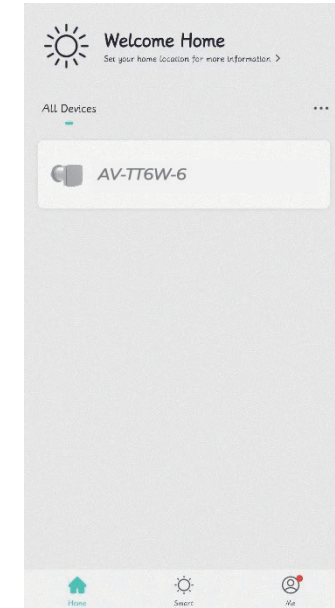 Welcome Home
Set your home location for more information >
All Devices
...
AV-TT6W-6
Home
Smart
Me